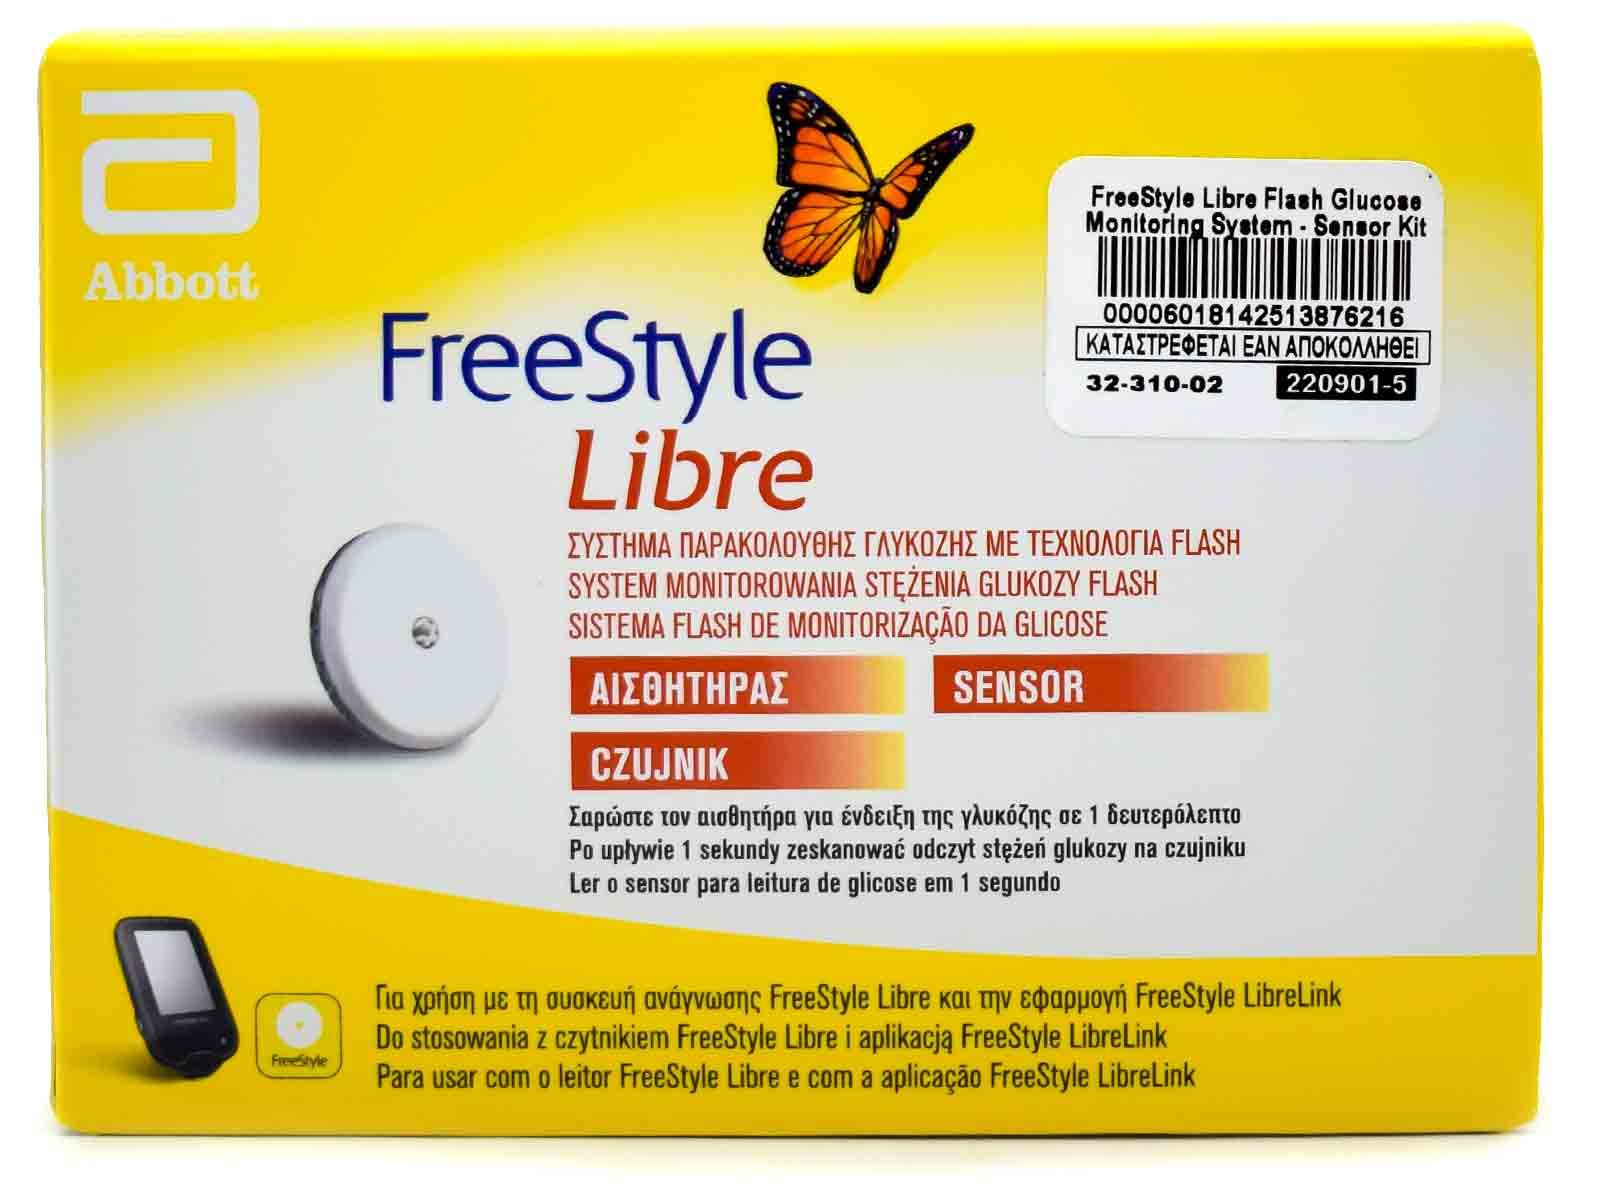 Abbott
FreeStyle Libre Flash Glucose
Monitoring System - Sensor Kit
00006018142513876216
ΚΑΤΑΣΤΡΕΦΕΤΑΙ ΕΑΝ ΑΠΟΚΟΛΛΗΘΕΙ
32-310-02 220901-5
FreeStyle
Libre
ΣΥΣΤΗΜΑ ΠΑΡΑΚΟΛΟΥΘΗΣ ΓΛΥΚΟΖΗΣ ΜΕ ΤΕΧΝΟΛΟΓΙΑ FLASH
SYSTEM MONITOROWANIA STĘŻENIA GLUKOZY FLASH
SISTEMA FLASH DE MONITORIZAÇÃO DA GLICOSE
ΑΙΣΘΗΤΗΡΑΣ SENSOR
CZUJNIK
Σαρώστε τον αισθητήρα για ένδειξη της γλυκόζης σε 1 δευτερόλεπτο
Po upływie 1 sekundy zeskanować odczyt stężeń glukozy na czujniku
Ler o sensor para leitura de glicose em 1 segundo
FreeStyle
Για χρήση με τη συσκευή ανάγνωσης FreeStyle Libre και την εφαρμογή FreeStyle LibreLink
Do stosowania z czytnikiem FreeStyle Libre i aplikacją FreeStyle LibreLink
Para usar com o leitor FreeStyle Libre e com a aplicação FreeStyle LibreLink